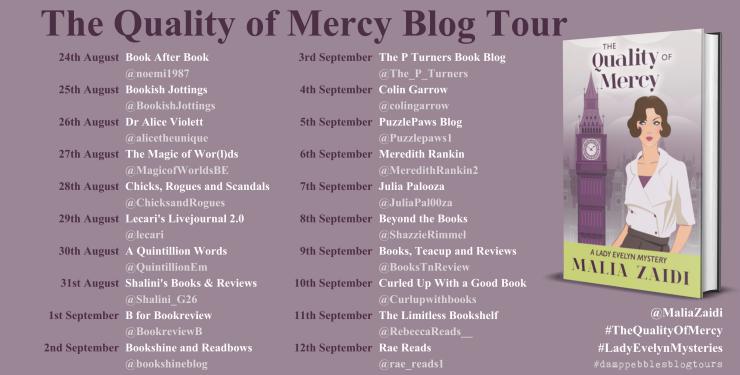 The Quality of Mercy Blog Tour
24th August Book After Book
@noemi1987
25th August Bookish Jottings
@BookishJottings
26th August Dr Alice Violett
@alicetheunique
27th August The Magic of Wor(l)ds
@MagicofWorldsBE
28th August Chicks, Rogues and Scandals
@ChicksandRogues
29th August Lecari's Livejournal 2.0
@lecari
30th August A Quintillion Words
@QuintillionEm
31st August Shalini's Books & Reviews
@Shalini_G26
1st September B for Bookreview
@BookreviewB
2nd September Bookshine and Readbows
@bookshineblog
3rd September The P Turners Book Blog
@The_P_Turners
4th September Colin Garrow
@colingarrow
5th September PuzzlePaws Blog
@Puzzlepaws1
6th September Meredith Rankin
@MeredithRankin2
7th September Julia Palooza
@JuliaPal00za
8th September Beyond the Books
@ShazzieRimmel
9th September Books, Teacup and Reviews
@BooksTnReview
10th September Curled Up With a Good Book
@Curlupwithbooks
11th September The Limitless Bookshelf
@RebeccaReads__
12th September Rae Reads
@rae_reads1
THE
Quality OF
Mercy
A LADY EVELYN MYSTERY
MALIA ZAIDI
@MaliaZaidi
#TheQualityOfMercy
#LadyEvelynMysteries
#damppebblesblogtours